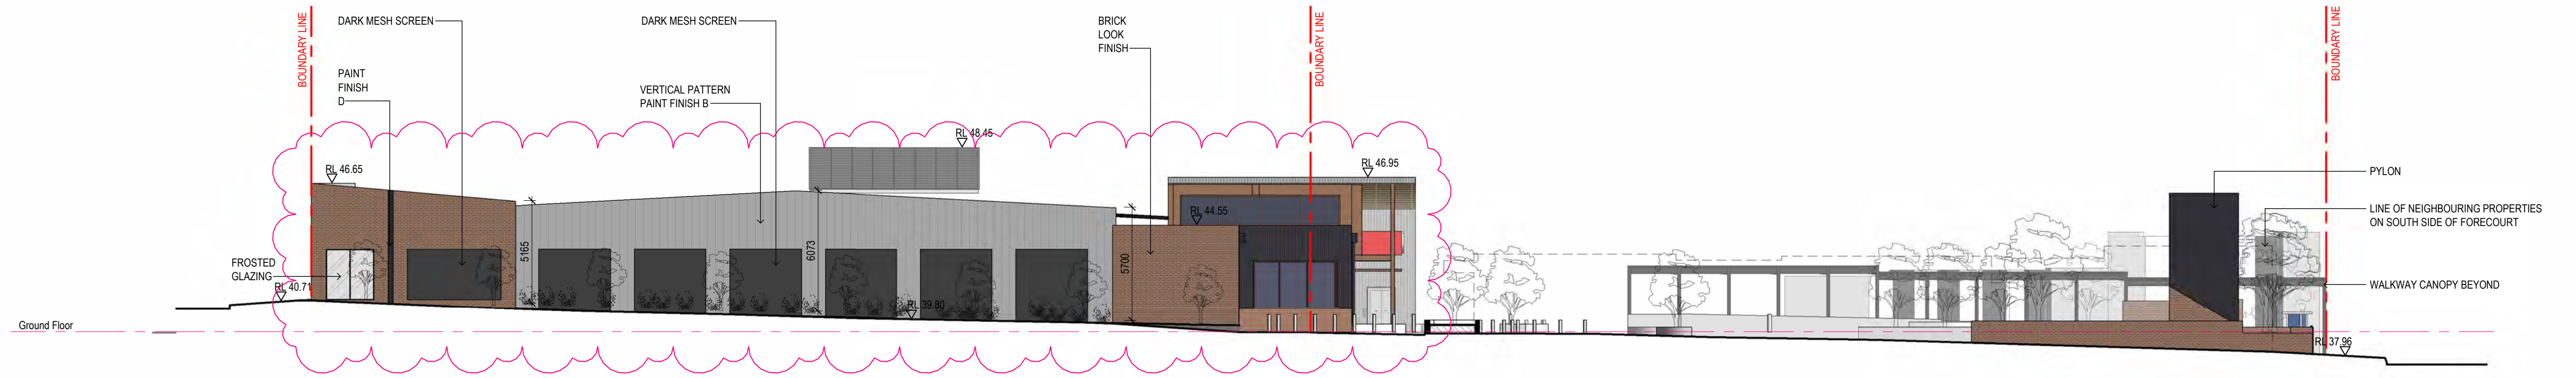 BOUNDARY LINE
DARK MESH SCREEN
PAINT
FINISH
D
DARK MESH SCREEN
VERTICAL PATTERN
PAINT FINISH B
BRICK
LOOK
FINISH
BOUNDARY LINE
BOUNDARY LINE
RL 48.45
RL 46.65
RL 46.95
RL 44.55
5165
6073
5700
PYLON
LINE OF NEIGHBOURING PROPERTIES
ON SOUTH SIDE OF FORECOURT
FROSTED
GLAZING
RL 40.71
RL 39.80
WALKWAY CANOPY BEYOND
Ground Floor
RL 37.96